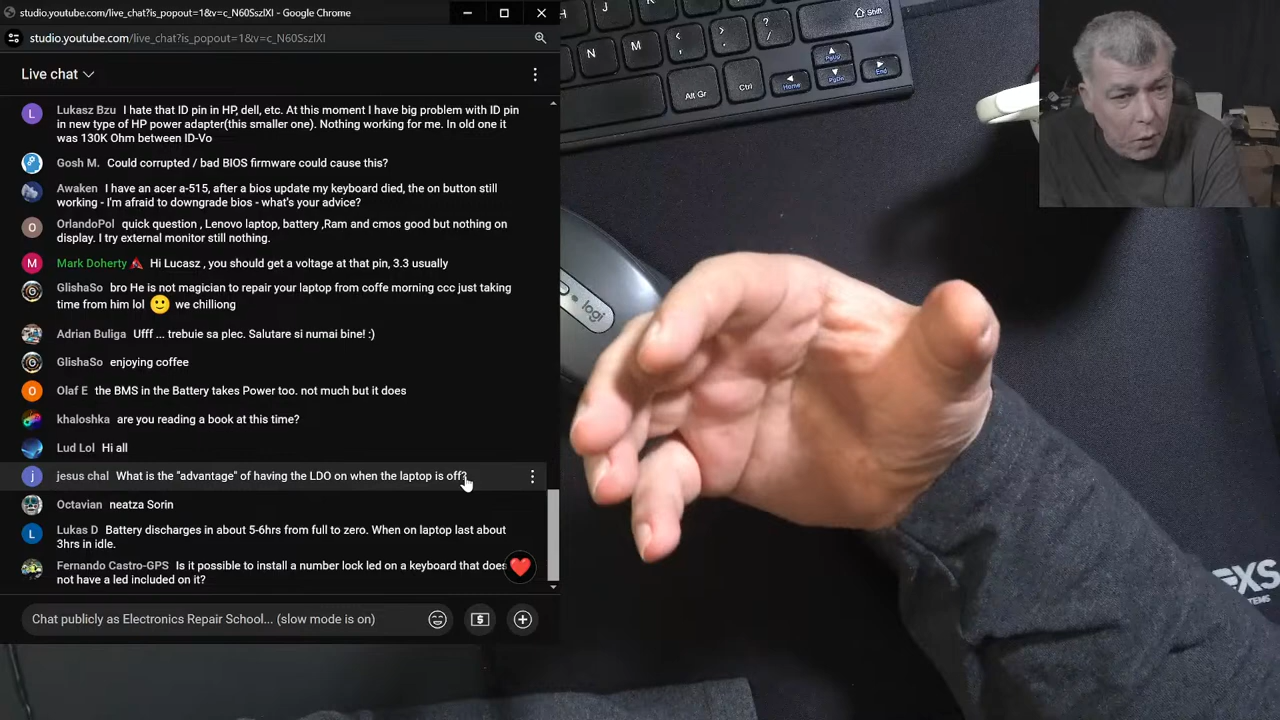 studio.youtube.com/live_chat?is_popout=1&v=c_N60SszlXI - Google Chrome
studio.youtube.com/live_chat?is_popout=1&v=c_N60SszlXI
Live chat
L Lukasz Bzu I hate that ID pin in HP, dell, etc. At this moment I have big problem with ID pin
in new type of HP power adapter(this smaller one). Nothing working for me. In old one it
was 130K Ohm between ID-Vo
Gosh M. Could corrupted / bad BIOS firmware could cause this?
Awaken I have an acer a-515, after a bios update my keyboard died, the on button still
working - I'm afraid to downgrade bios - what's your advice?
O OrlandoPol quick question , Lenovo laptop, battery ,Ram and cmos good but nothing on
display. I try external monitor still nothing.
M Mark Doherty Hi Lucasz , you should get a voltage at that pin, 3.3 usually
GlishaSo bro He is not magician to repair your laptop from coffe morning ccc just taking
time from him lol 🙂 we chilliong
Adrian Buliga Ufff ... trebuie sa plec. Salutare si numai bine! :)
GlishaSo enjoying coffee
O Olaf E the BMS in the Battery takes Power too. not much but it does
khaloshka are you reading a book at this time?
Lud Lol Hi all
j jesus chal What is the "advantage" of having the LDO on when the laptop is off?
Octavian neatza Sorin
L Lukas D Battery discharges in about 5-6hrs from full to zero. When on laptop last about
3hrs in idle.
Fernando Castro-GPS Is it possible to install a number lock led on a keyboard that does
not have a led included on it?
Chat publicly as Electronics Repair School... (slow mode is on)
H J
N M < , > . ? /
Shift
Alt Gr Ctrl Home PgUp PgDn End
logi